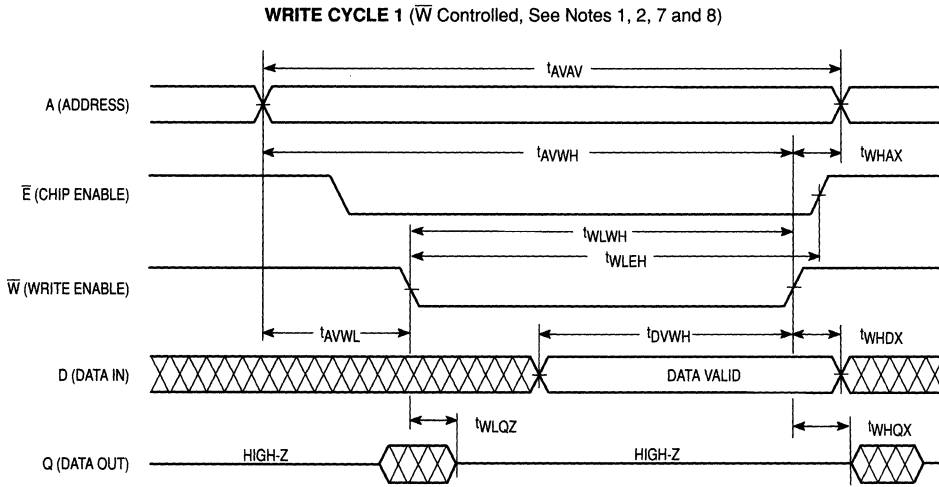 WRITE CYCLE 1 (W̅ Controlled, See Notes 1, 2, 7 and 8)
tAVAV
A (ADDRESS)
tAVWH
tWHAX
E̅ (CHIP ENABLE)
tWLWH
tWLEH
W̅ (WRITE ENABLE)
tAVWL
tDVWH
tWHDX
D (DATA IN)
DATA VALID
tWLQZ
tWHQX
Q (DATA OUT)
HIGH-Z
HIGH-Z